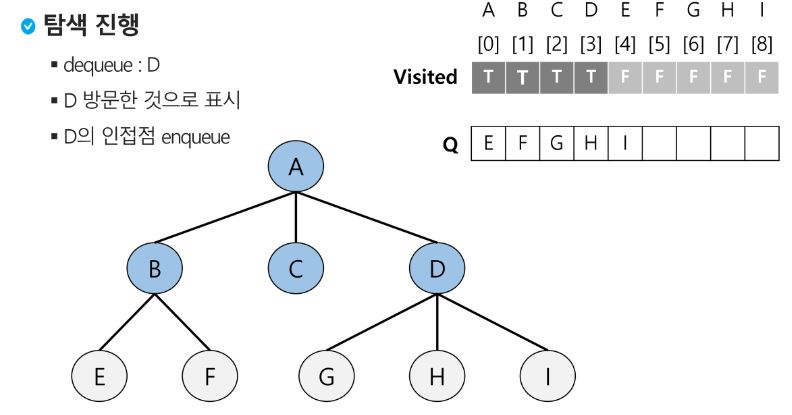 탐색 진행
▪ dequeue : D
▪ D 방문한 것으로 표시
▪ D의 인접점 enqueue
A B C D E F G H I
[0] [1] [2] [3] [4] [5] [6] [7] [8]
Visited T T T T F F F F F
Q E F G H I
A
B C D
E F G H I